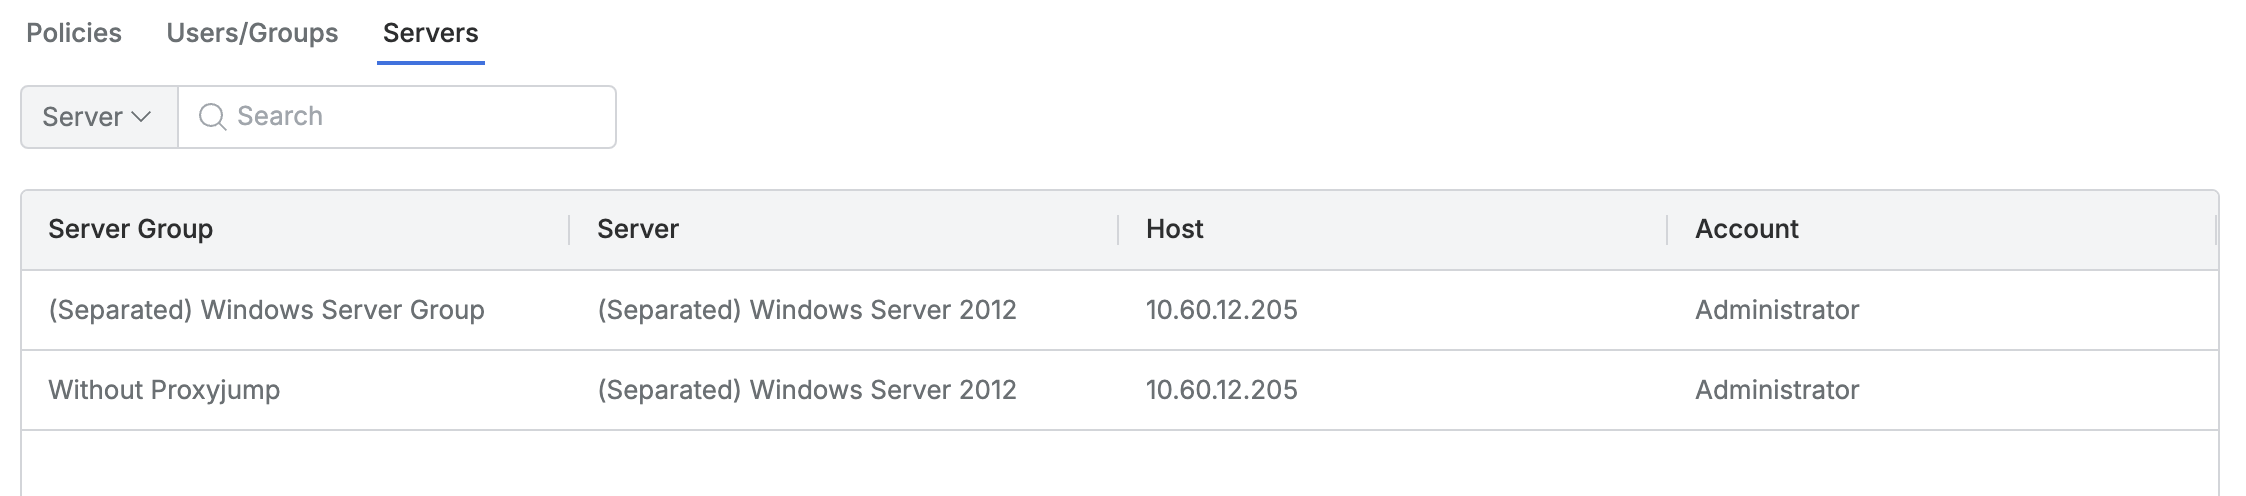 Policies Users/Groups Servers
Server Search
Server Group Server Host Account
(Separated) Windows Server Group (Separated) Windows Server 2012 10.60.12.205 Administrator
Without Proxyjump (Separated) Windows Server 2012 10.60.12.205 Administrator